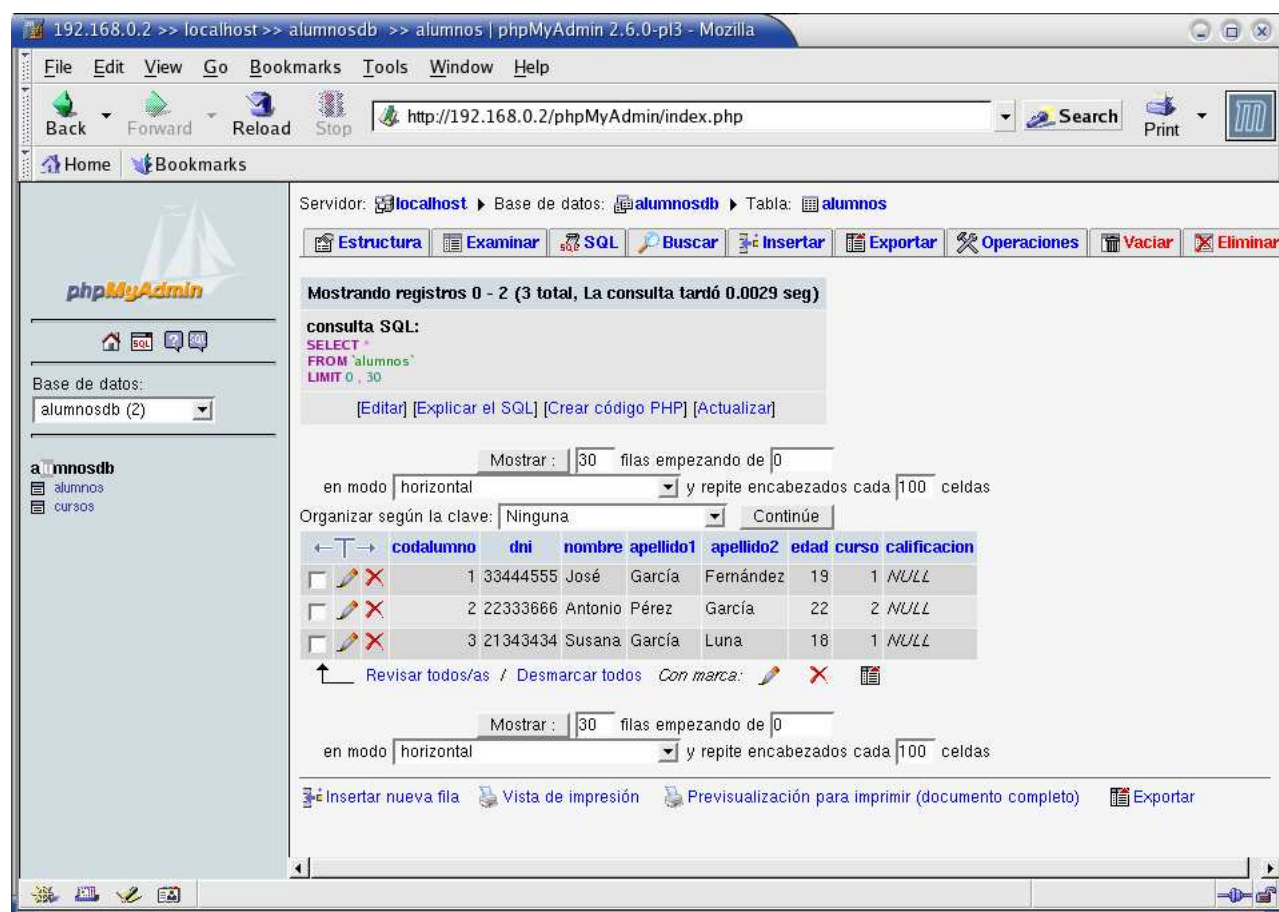 192.168.0.2 >> localhost >> alumnosdb >> alumnos | phpMyAdmin 2.6.0-pl3 - Mozilla
File Edit View Go Bookmarks Tools Window Help
Back Forward Reload Stop http://192.168.0.2/phpMyAdmin/index.php Search Print
Home Bookmarks
phpMyAdmin
Base de datos:
alumnosdb (2)
mnosdb
alumnos
cursos
Servidor: localhost Base de datos: alumnosdb Tabla: alumnos
Estructura Examinar SQL Buscar Insertar Exportar Operaciones Vaciar Eliminar
Mostrando registros 0 - 2 (3 total, La consulta tardó 0.0029 seg)
consulta SQL:
SELECT *
FROM `alumnos`
LIMIT 0 , 30
[Editar] [Explicar el SQL] [Crear código PHP] [Actualizar]
Mostrar : 30 filas empezando de 0
en modo horizontal y repite encabezados cada 100 celdas
Organizar según la clave: Ninguna Continúe
←T→ codalumno dni nombre apellido1 apellido2 edad curso calificacion
1 33444555 José García Fernández 19 1 NULL
2 22333666 Antonio Pérez García 22 2 NULL
3 21343434 Susana García Luna 18 1 NULL
Revisar todos/as / Desmarcar todos Con marca:
Mostrar : 30 filas empezando de 0
en modo horizontal y repite encabezados cada 100 celdas
Insertar nueva fila Vista de impresión Previsualización para imprimir (documento completo) Exportar